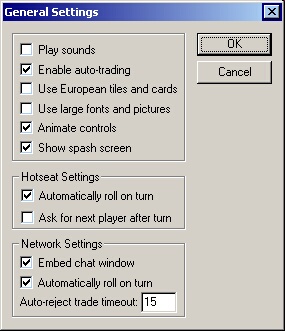 General Settings
Play sounds
OK
Enable auto-trading
Cancel
Use European tiles and cards
Use large fonts and pictures
Animate controls
Show spash screen
Hotseat Settings
Automatically roll on turn
Ask for next player after turn
Network Settings
Embed chat window
Automatically roll on turn
Auto-reject trade timeout: 15